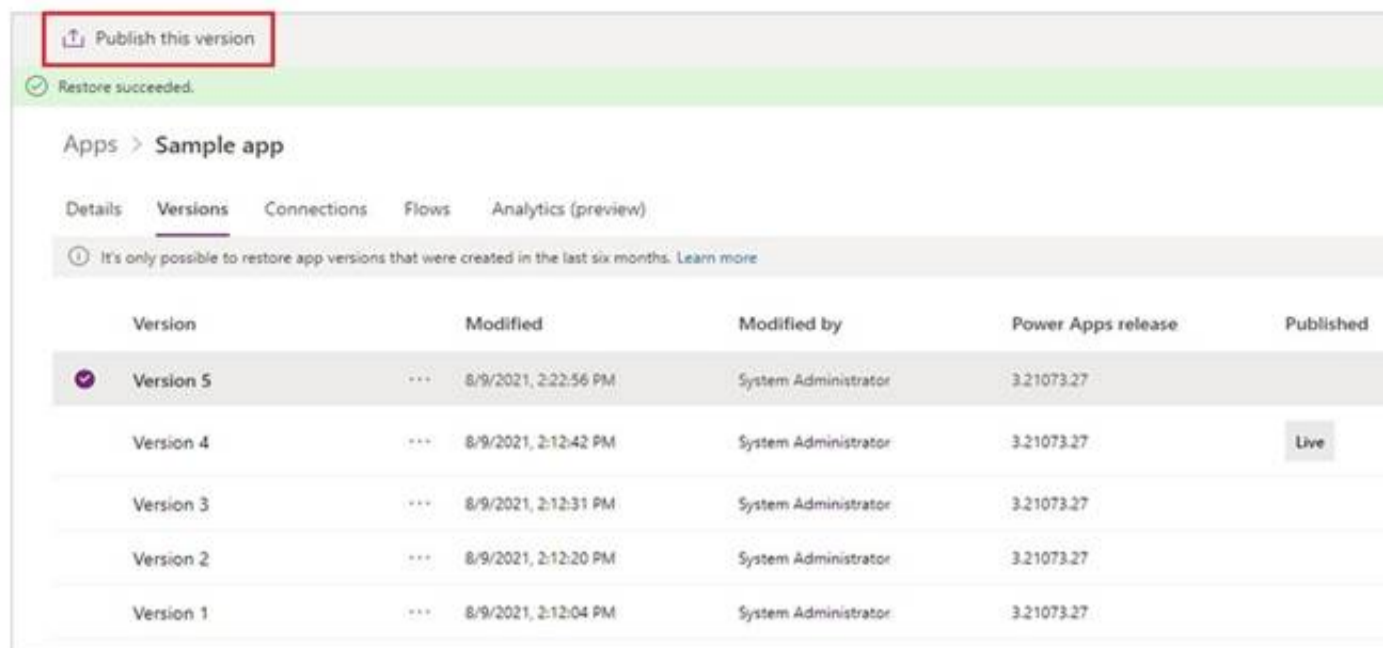 Publish this version
Restore succeeded.
Apps > Sample app
Details Versions Connections Flows Analytics (preview)
It's only possible to restore app versions that were created in the last six months. Learn more
Version Modified Modified by Power Apps release Published
Version 5 ... 8/9/2021, 2:22:56 PM System Administrator 3.21073.27
Version 4 ... 8/9/2021, 2:12:42 PM System Administrator 3.21073.27 Live
Version 3 ... 8/9/2021, 2:12:31 PM System Administrator 3.21073.27
Version 2 ... 8/9/2021, 2:12:20 PM System Administrator 3.21073.27
Version 1 ... 8/9/2021, 2:12:04 PM System Administrator 3.21073.27